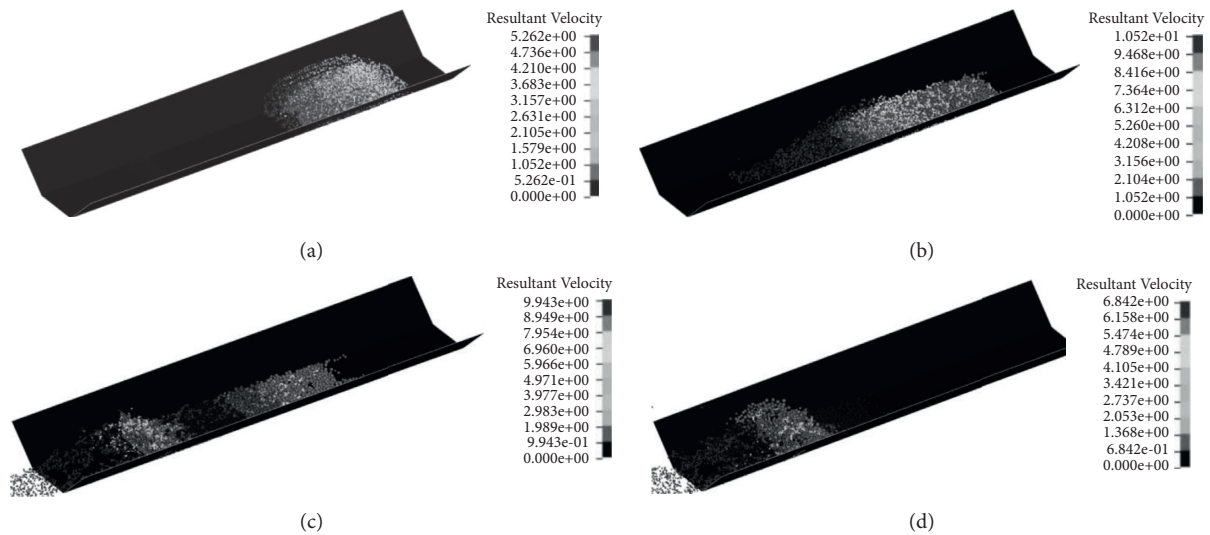 Resultant Velocity
5.262e+00
4.736e+00
4.210e+00
3.683e+00
3.157e+00
2.631e+00
2.105e+00
1.579e+00
1.052e+00
5.262e-01
0.000e+00
(a)
Resultant Velocity
1.052e+01
9.468e+00
8.416e+00
7.364e+00
6.312e+00
5.260e+00
4.208e+00
3.156e+00
2.104e+00
1.052e+00
0.000e+00
(b)
Resultant Velocity
9.943e+00
8.949e+00
7.954e+00
6.960e+00
5.966e+00
4.971e+00
3.977e+00
2.983e+00
1.989e+00
9.943e-01
0.000e+00
(c)
Resultant Velocity
6.842e+00
6.158e+00
5.474e+00
4.789e+00
4.105e+00
3.421e+00
2.737e+00
2.053e+00
1.368e+00
6.842e-01
0.000e+00
(d)